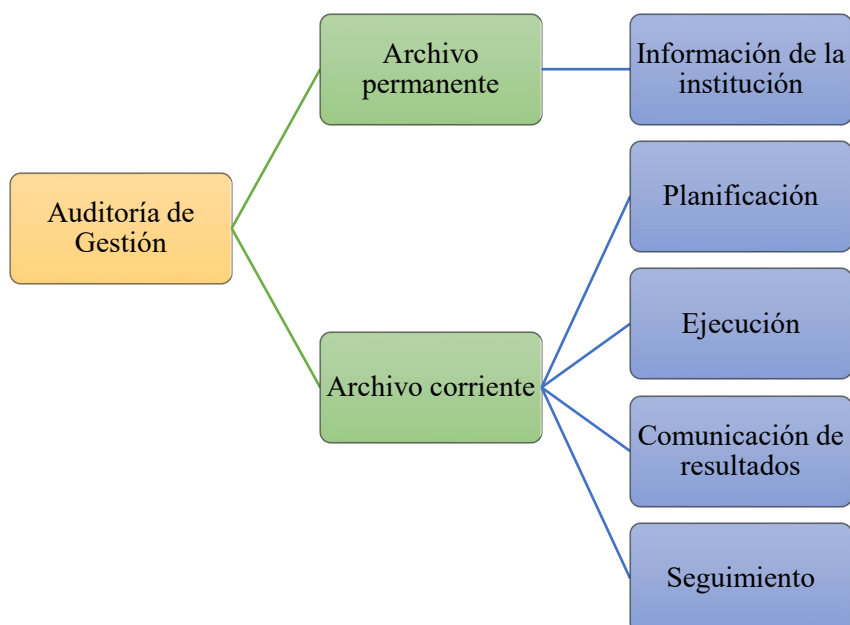 Auditoría de
Gestión
Archivo
permanente
Información de la
institución
Archivo corriente
Planificación
Ejecución
Comunicación de
resultados
Seguimiento